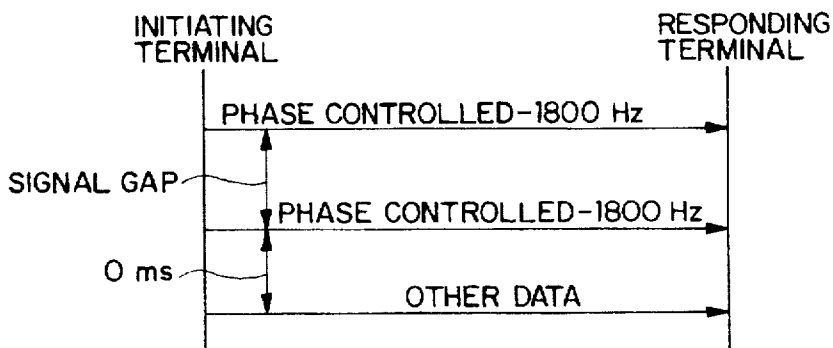 INITIATING
TERMINAL
RESPONDING
TERMINAL
PHASE CONTROLLED-1800 Hz
SIGNAL GAP
PHASE CONTROLLED-1800 Hz
0 ms
OTHER DATA